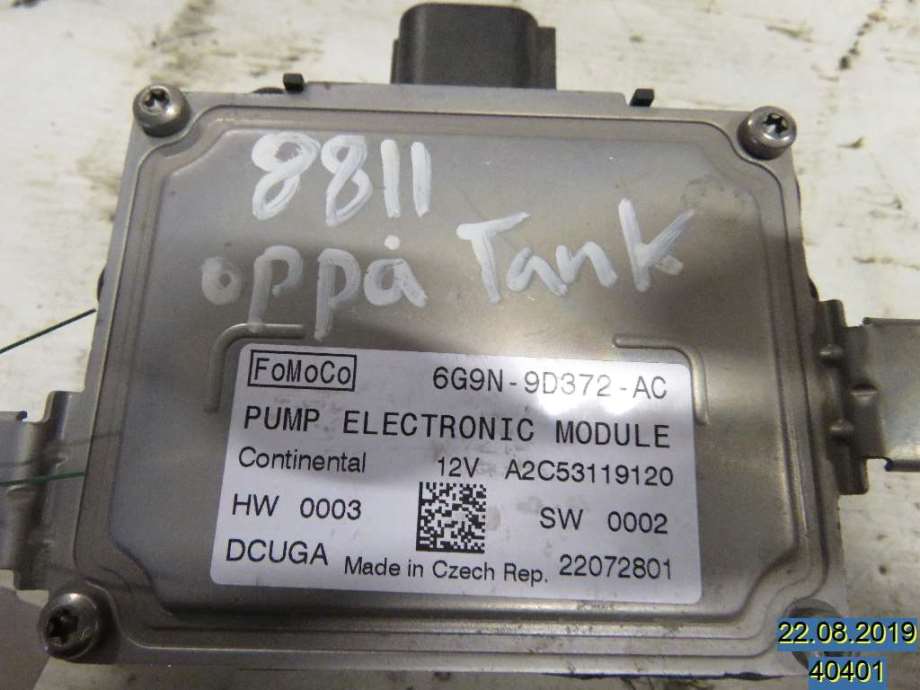 8811
oppå Tank
FoMoCo 6G9N-9D372-AC
PUMP ELECTRONIC MODULE
Continental 12V A2C53119120
HW 0003 SW 0002
DCUGA Made in Czech Rep. 22072801
22.08.2019
40401